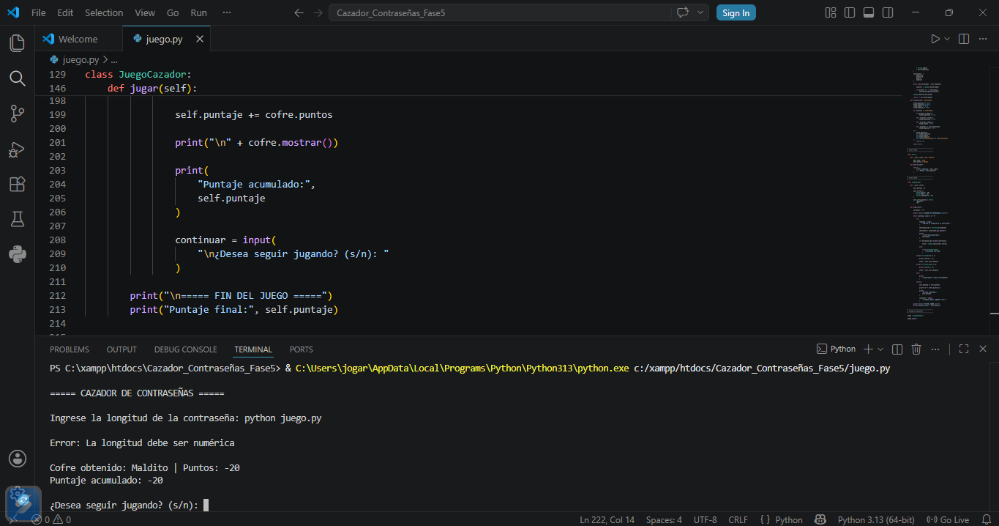 File Edit Selection View Go Run ··· Cazador_Contraseñas_Fase5 Sign In
Welcome juego.py
juego.py > ...
129 class JuegoCazador:
146 def jugar(self):
198
199 self.puntaje += cofre.puntos
200
201 print("\n" + cofre.mostrar())
202
203 print(
204 "Puntaje acumulado:",
205 self.puntaje
206 )
207
208 continuar = input(
209 "\n¿Desea seguir jugando? (s/n): "
210 )
211
212 print("\n===== FIN DEL JUEGO =====")
213 print("Puntaje final:", self.puntaje)
214
PROBLEMS OUTPUT DEBUG CONSOLE TERMINAL PORTS Python
PS C:\xampp\htdocs\Cazador_Contraseñas_Fase5> & C:\Users\jogar\AppData\Local\Programs\Python\Python313\python.exe c:/xampp/htdocs/Cazador_Contraseñas_Fase5/juego.py
===== CAZADOR DE CONTRASEÑAS =====
Ingrese la longitud de la contraseña: python juego.py
Error: La longitud debe ser numérica
Cofre obtenido: Maldito | Puntos: -20
Puntaje acumulado: -20
¿Desea seguir jugando? (s/n):
0 0 Ln 222, Col 14 Spaces: 4 UTF-8 CRLF { } Python Python 3.13 (64-bit) Go Live